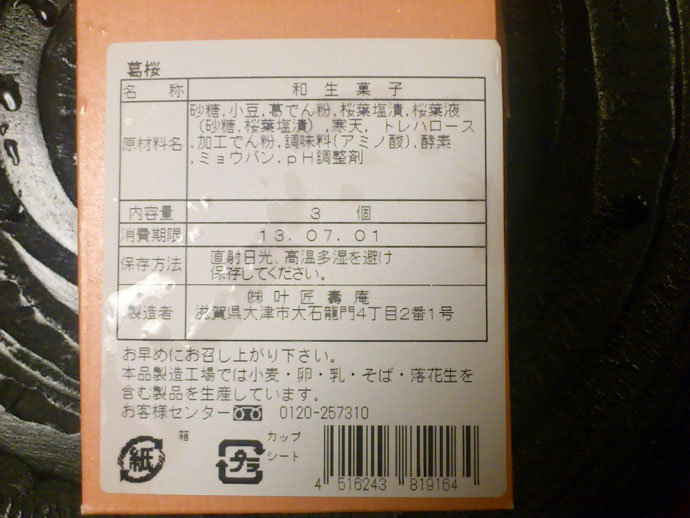 葛桜
名称 和生菓子
原材料名 砂糖,小豆,葛でん粉,桜葉塩漬,桜葉液
(砂糖,桜葉塩漬),寒天,トレハロース
,加工でん粉,調味料(アミノ酸),酵素
,ミョウバン,pH調整剤
内容量 3 個
消費期限 13.07.01
保存方法 直射日光、高温多湿を避け
保存してください。
製造者 ㈱叶匠壽庵
滋賀県大津市大石龍門4丁目2番1号
お早めにお召し上がり下さい。
本品製造工場では小麦・卵・乳・そば・落花生を
含む製品を生産しています。
お客様センター 0120-257310
紙 箱 プラ カップ
シート
4 516243 819164